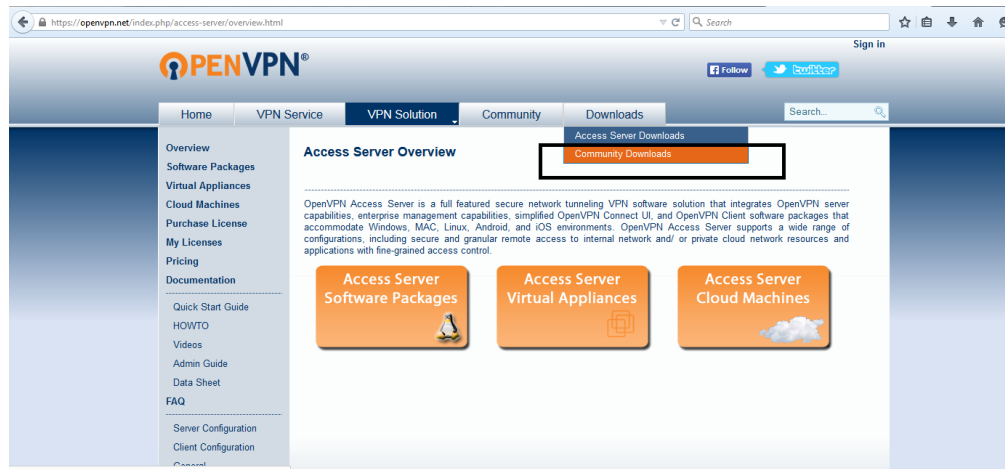 https://openvpn.net/index.php/access-server/overview.html
Search
Sign in
OPENVPN®
Follow
twitter
Home
VPN Service
VPN Solution
Community
Downloads
Search...
Access Server Downloads
Community Downloads
Overview
Software Packages
Virtual Appliances
Cloud Machines
Purchase License
My Licenses
Pricing
Documentation
Quick Start Guide
HOWTO
Videos
Admin Guide
Data Sheet
FAQ
Server Configuration
Client Configuration
General
Access Server Overview
OpenVPN Access Server is a full featured secure network tunneling VPN software solution that integrates OpenVPN server
capabilities, enterprise management capabilities, simplified OpenVPN Connect UI, and OpenVPN Client software packages that
accommodate Windows, MAC, Linux, Android, and iOS environments. OpenVPN Access Server supports a wide range of
configurations, including secure and granular remote access to internal network and/ or private cloud network resources and
applications with fine-grained access control.
Access Server
Software Packages
Access Server
Virtual Appliances
Access Server
Cloud Machines